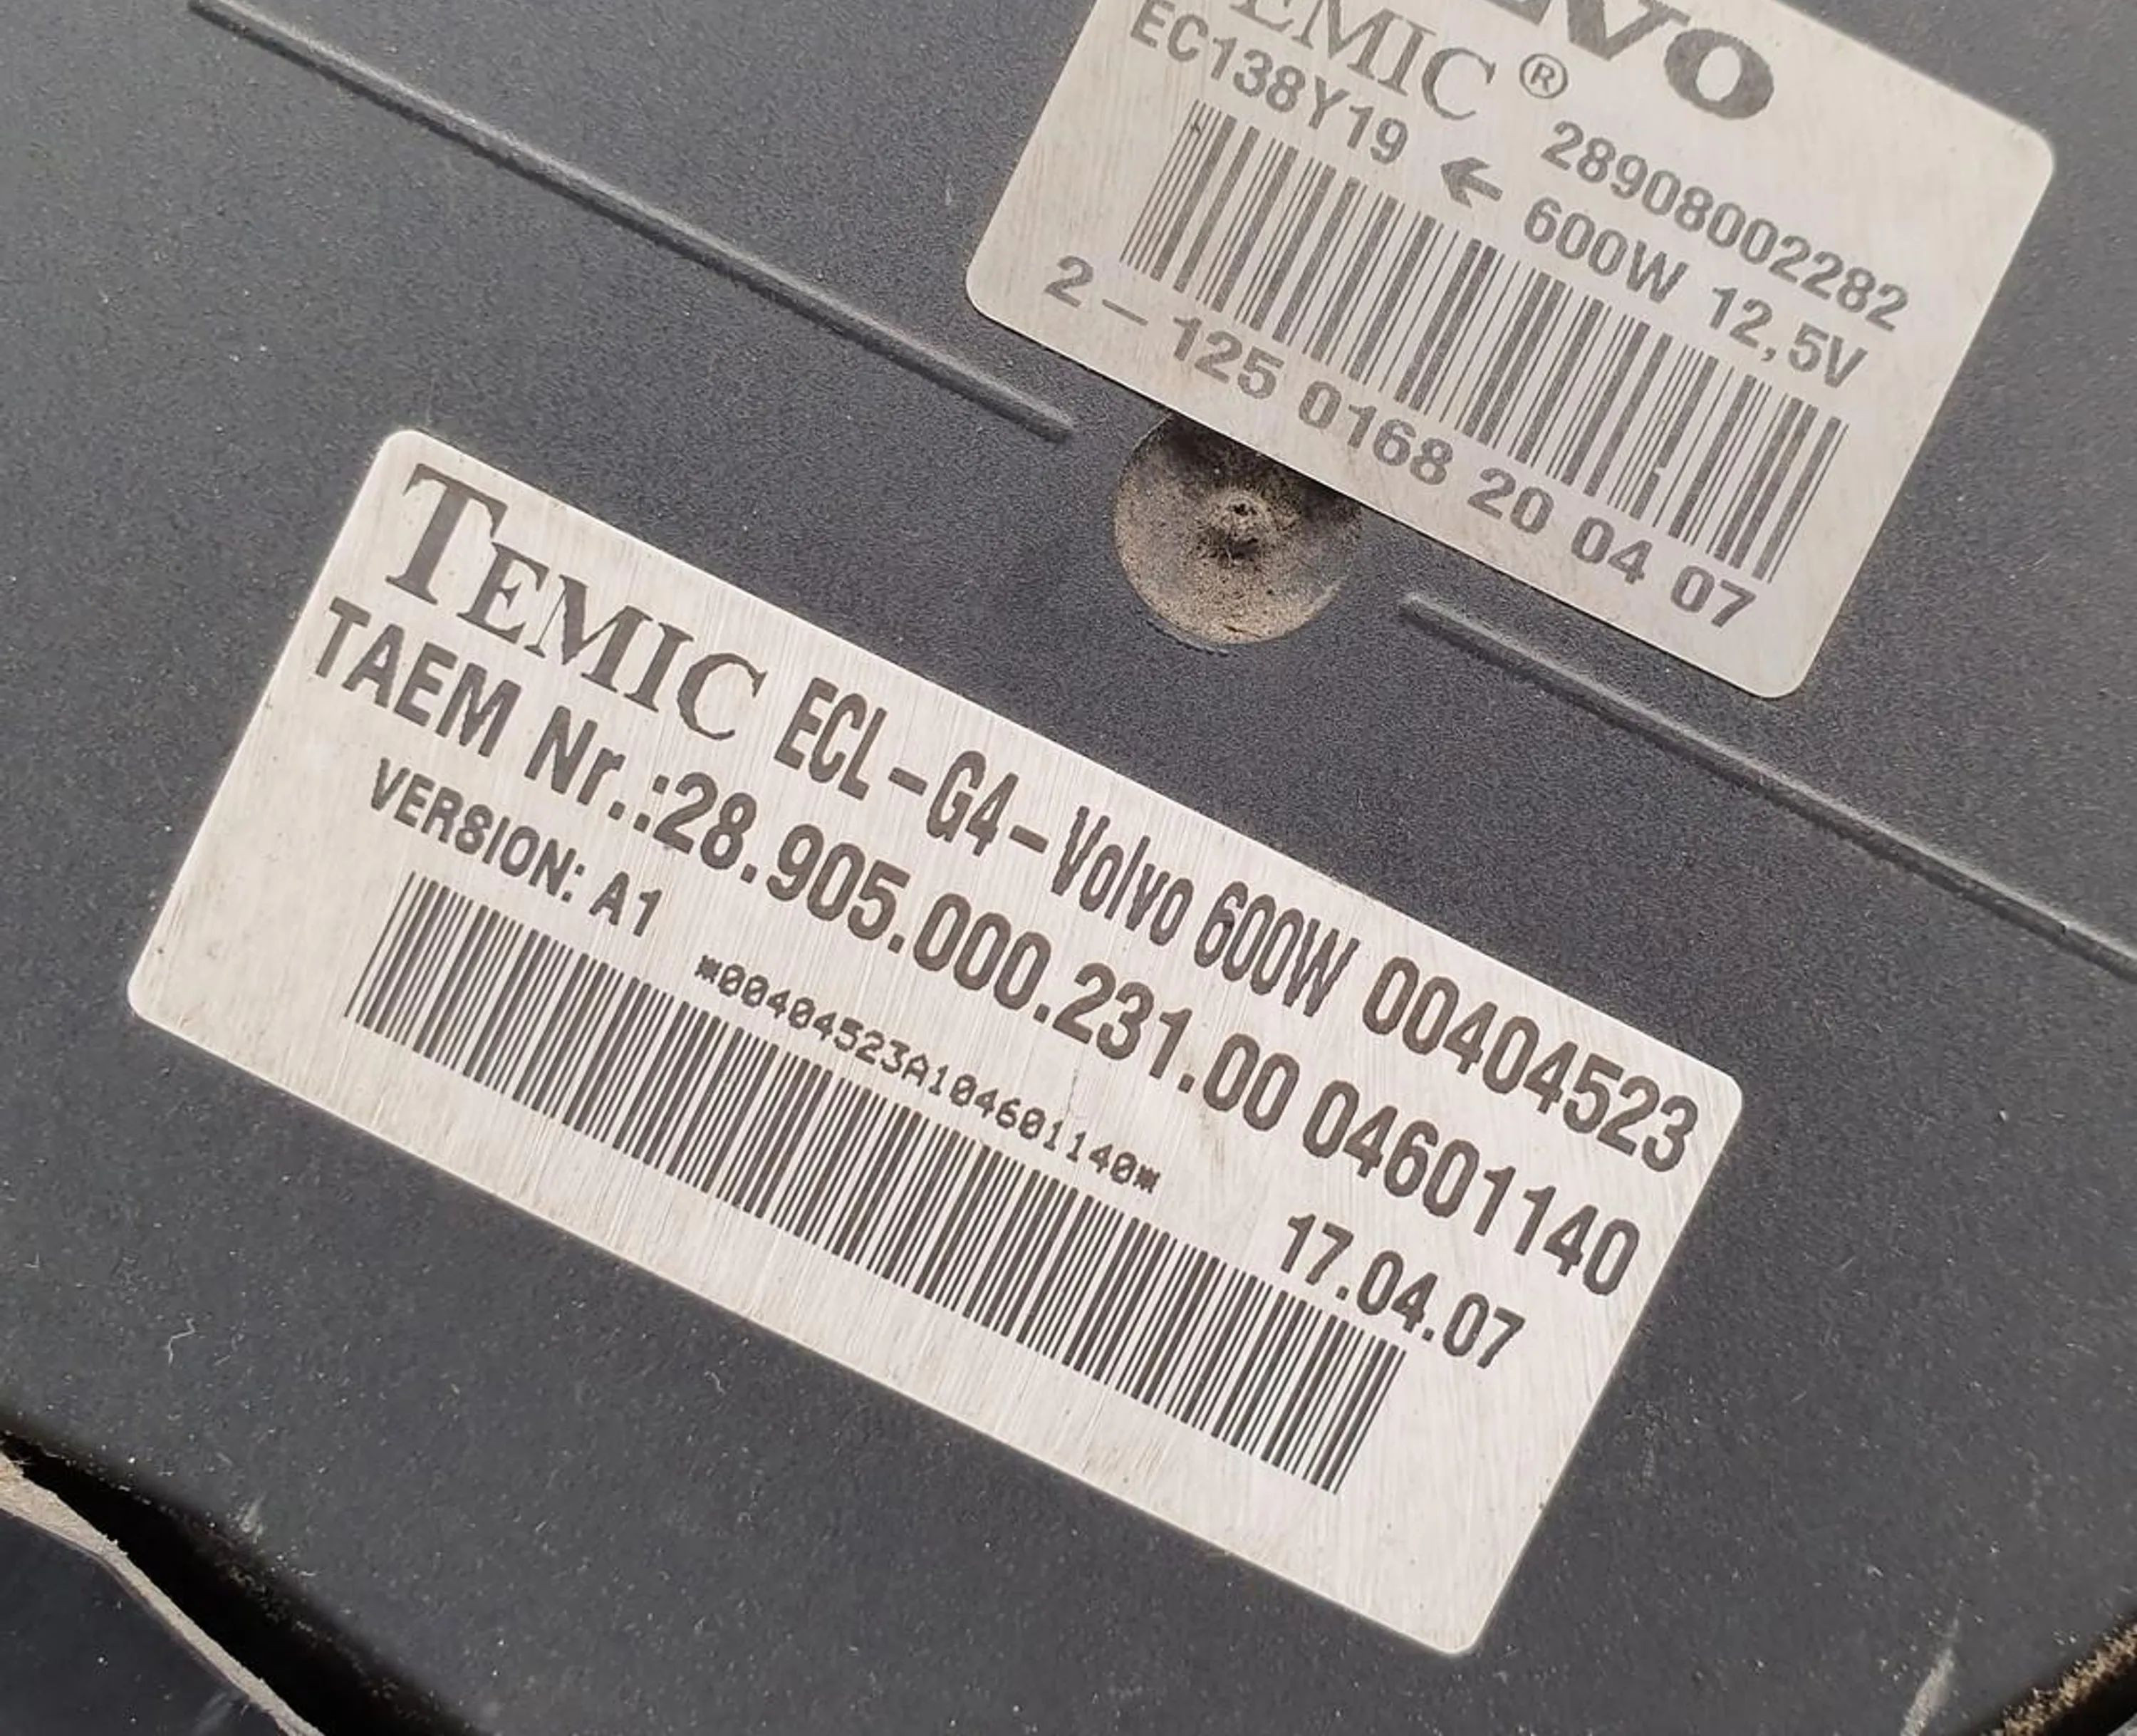 TEMIC®
28908002282
EC138Y19 ← 600W 12,5V
2-125 0168 20 04 07
TEMIC ECL-G4-Volvo 600W 00404523
TAEM Nr.:28.905.000.231.00 04601140
VERSION: A1
17.04.07
*00404523A104601140*